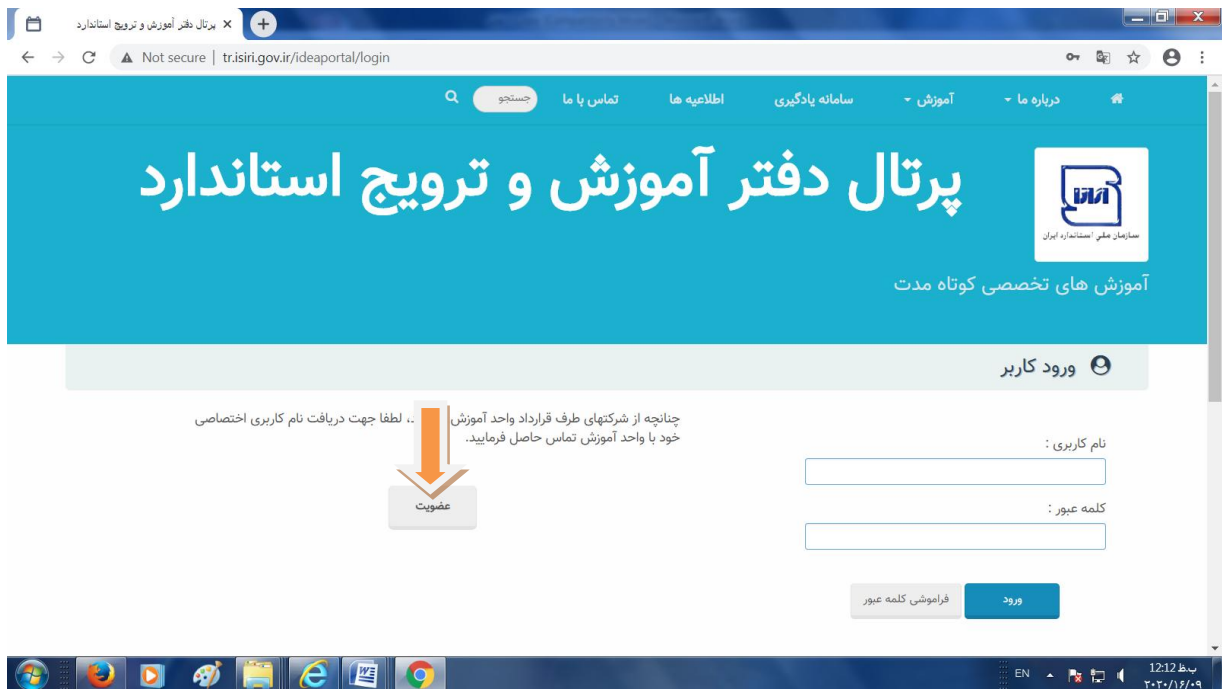 پرتال دفتر آموزش و ترویج استاندارد
Not secure | tr.isiri.gov.ir/ideaportal/login
درباره ما
آموزش
سامانه یادگیری
اطلاعیه ها
تماس با ما
جستجو
پرتال دفتر آموزش و ترویج استاندارد
سازمان ملی استاندارد ایران
آموزش های تخصصی کوتاه مدت
ورود کاربر
چنانچه از شرکتهای طرف قرارداد واحد آموزش د، لطفا جهت دریافت نام کاربری اختصاصی
خود با واحد آموزش تماس حاصل فرمایید.
عضویت
نام کاربری :
کلمه عبور :
ورود
فراموشی کلمه عبور
EN
12:12 ب.ظ
۲۰۲۰/۱۶/۰۹